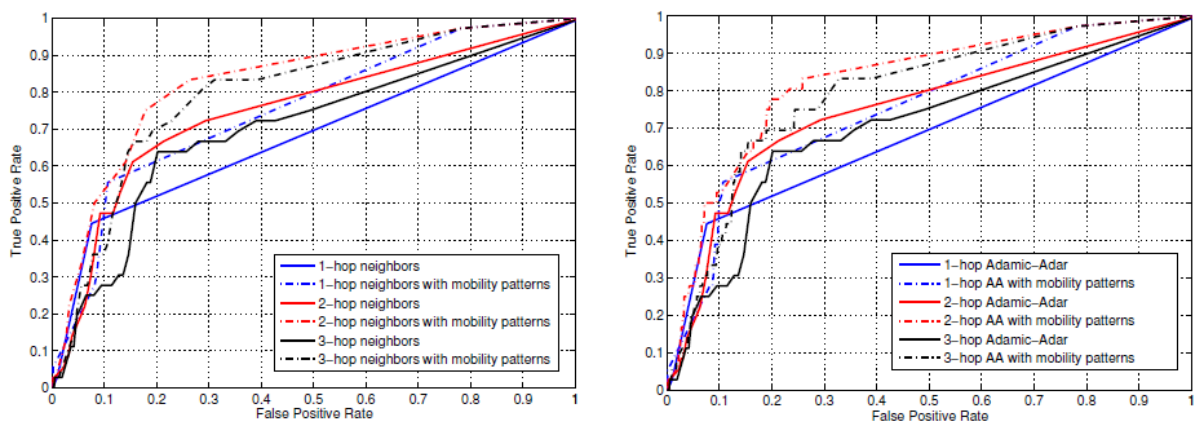 1
0.9
0.8
0.7
0.6
0.5
0.4
0.3
0.2
0.1
0
True Positive Rate
1-hop neighbors
1-hop neighbors with mobility patterns
2-hop neighbors
2-hop neighbors with mobility patterns
3-hop neighbors
3-hop neighbors with mobility patterns
0 0.1 0.2 0.3 0.4 0.5 0.6 0.7 0.8 0.9 1
False Positive Rate
1
0.9
0.8
0.7
0.6
0.5
0.4
0.3
0.2
0.1
0
True Positive Rate
1-hop Adamic-Adar
1-hop AA with mobility patterns
2-hop Adamic-Adar
2-hop AA with mobility patterns
3-hop Adamic-Adar
3-hop AA with mobility patterns
0 0.1 0.2 0.3 0.4 0.5 0.6 0.7 0.8 0.9 1
False Positive Rate